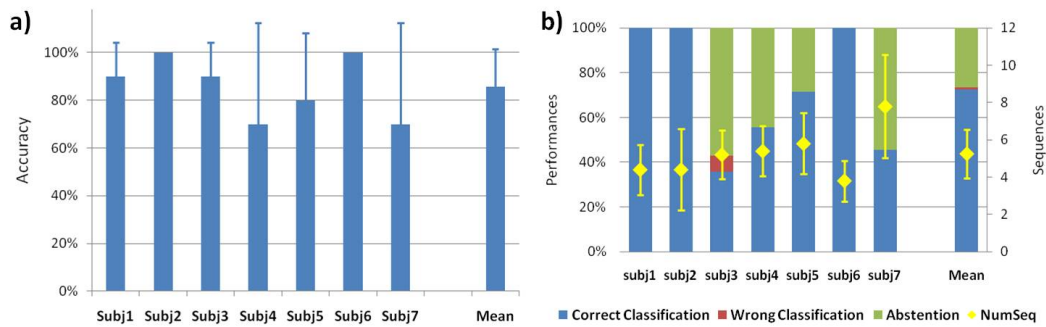 a)
Accuracy
100%
80%
60%
40%
20%
0%
Subj1 Subj2 Subj3 Subj4 Subj5 Subj6 Subj7 Mean
b)
Performances
100%
80%
60%
40%
20%
0%
12
10
8
6
4
2
0
Sequences
subj1 subj2 subj3 subj4 subj5 subj6 subj7 Mean
Correct Classification Wrong Classification Abstention NumSeq